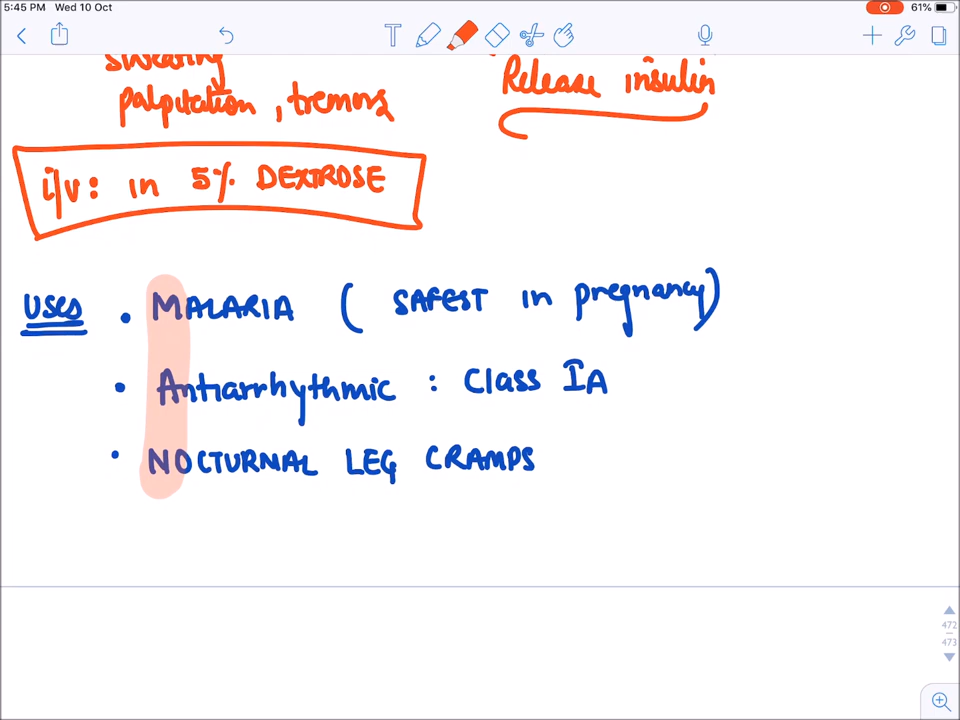 5:45 PM Wed 10 Oct
61%
T
sweating
palpitation, tremors
Release insulin
i/v: in 5% DEXTROSE
USES
• MALARIA (SAFEST in pregnancy)
• Antiarrhythmic : Class IA
• NOCTURNAL LEG CRAMPS
472
473